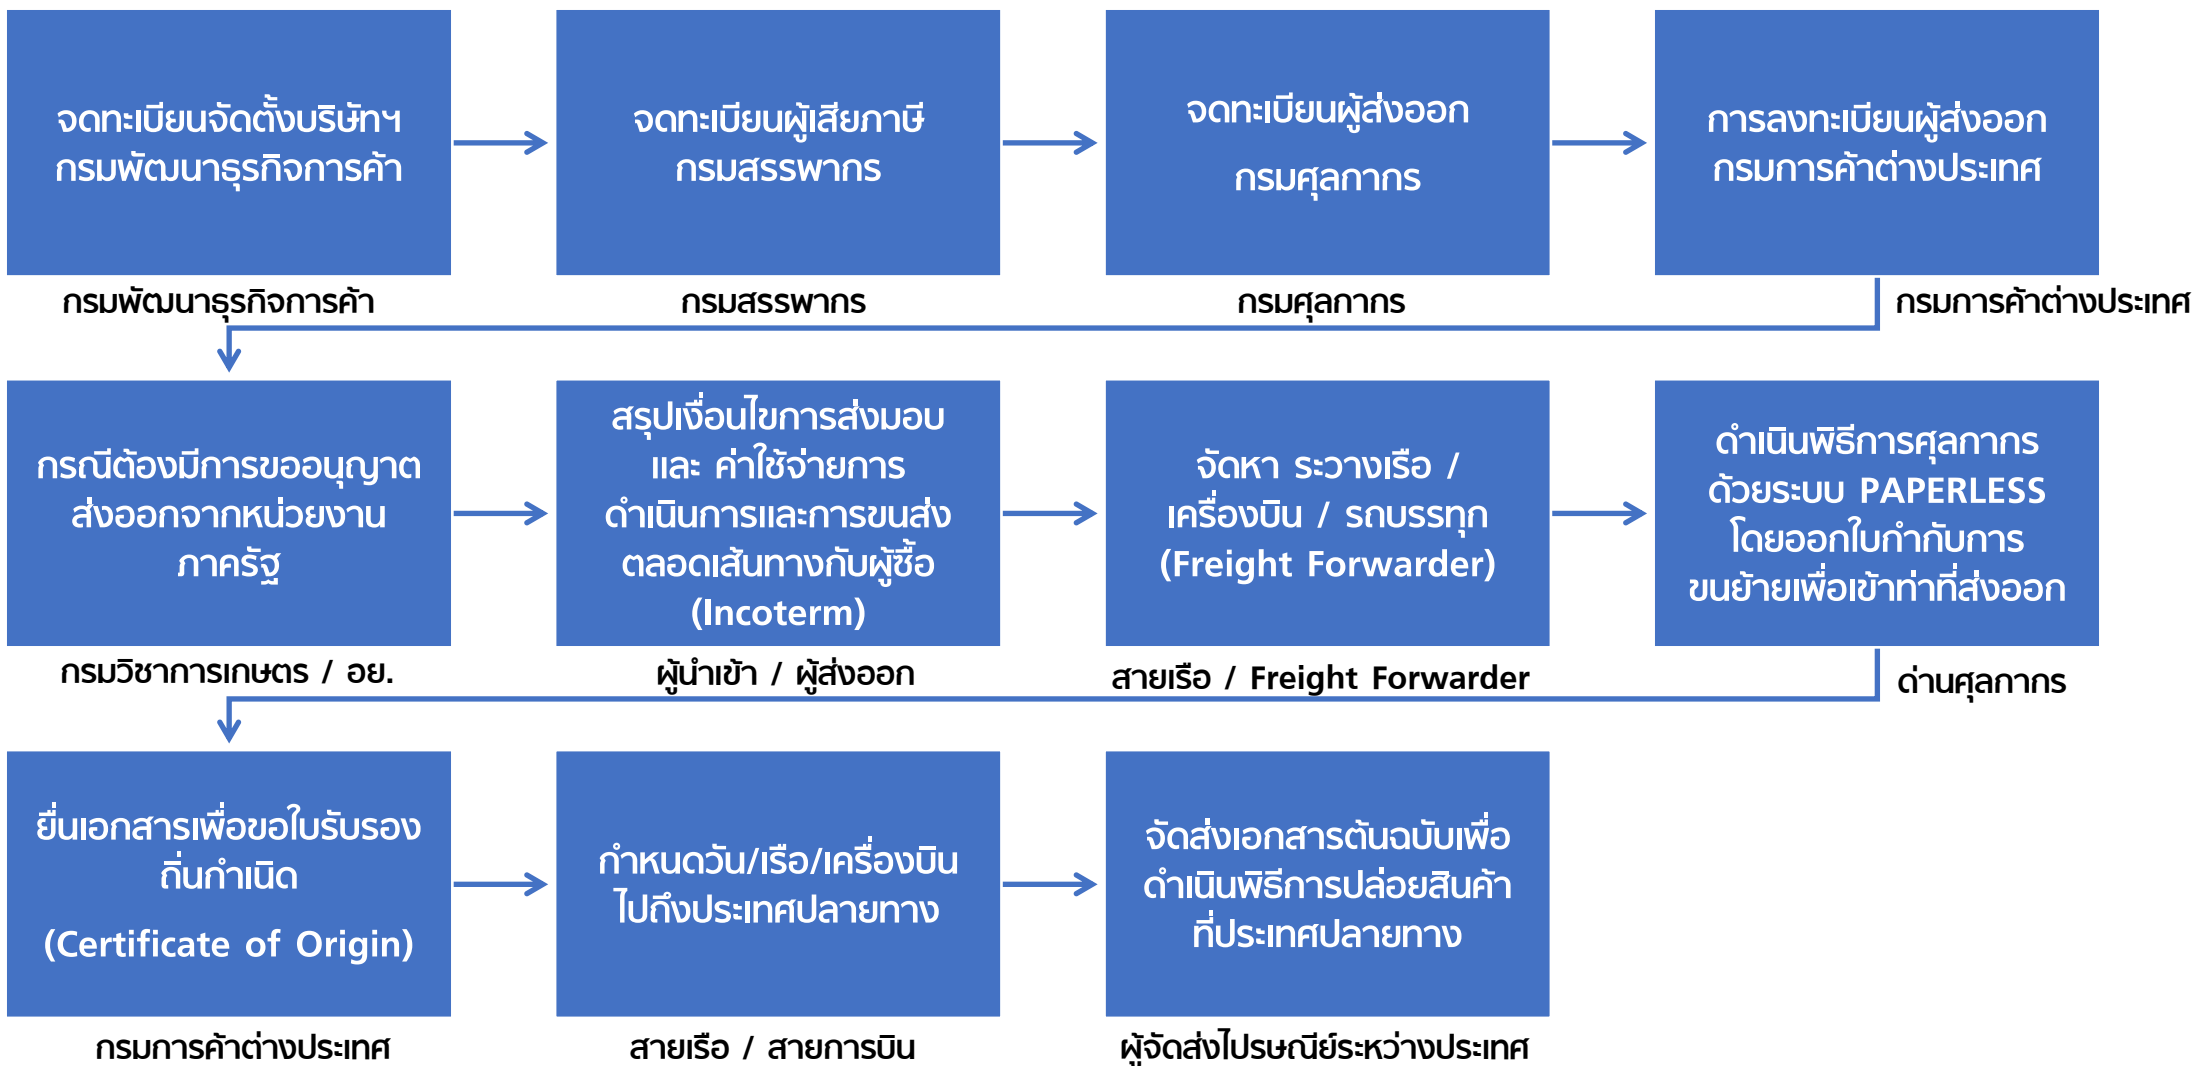 จดทะเบียนจัดตั้งบริษัทฯ
กรมพัฒนาธุรกิจการค้า
กรมพัฒนาธุรกิจการค้า
จดทะเบียนผู้เสียภาษี
กรมสรรพากร
กรมสรรพากร
จดทะเบียนผู้ส่งออก
กรมศุลกากร
กรมศุลกากร
การลงทะเบียนผู้ส่งออก
กรมการค้าต่างประเทศ
กรมการค้าต่างประเทศ
กรณีต้องมีการขออนุญาต
ส่งออกจากหน่วยงาน
ภาครัฐ
กรมวิชาการเกษตร / อย.
สรุปเงื่อนไขการส่งมอบ
และ ค่าใช้จ่ายการ
ดำเนินการและการขนส่ง
ตลอดเส้นทางกับผู้ซื้อ
(Incoterm)
ผู้นำเข้า / ผู้ส่งออก
จัดหา ระวางเรือ /
เครื่องบิน / รถบรรทุก
(Freight Forwarder)
สายเรือ / Freight Forwarder
ดำเนินพิธีการศุลกากร
ด้วยระบบ PAPERLESS
โดยออกใบกำกับการ
ขนย้ายเพื่อเข้าท่าที่ส่งออก
ด่านศุลกากร
ยื่นเอกสารเพื่อขอใบรับรอง
ถิ่นกำเนิด
(Certificate of Origin)
กรมการค้าต่างประเทศ
กำหนดวัน/เรือ/เครื่องบิน
ไปถึงประเทศปลายทาง
สายเรือ / สายการบิน
จัดส่งเอกสารต้นฉบับเพื่อ
ดำเนินพิธีการปล่อยสินค้า
ที่ประเทศปลายทาง
ผู้จัดส่งไปรษณีย์ระหว่างประเทศ